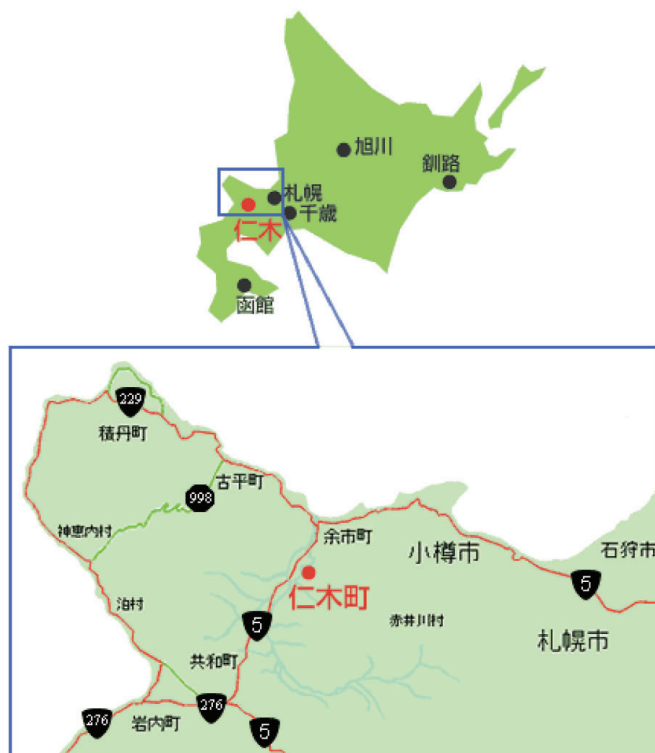 旭川
釧路
札幌
千歳
仁木
函館
229
積丹町
古平町
998
神恵内村
余市町
小樽市
石狩市
仁木町
5
泊村
5
赤井川村
札幌市
共和町
276
岩内町
276
5